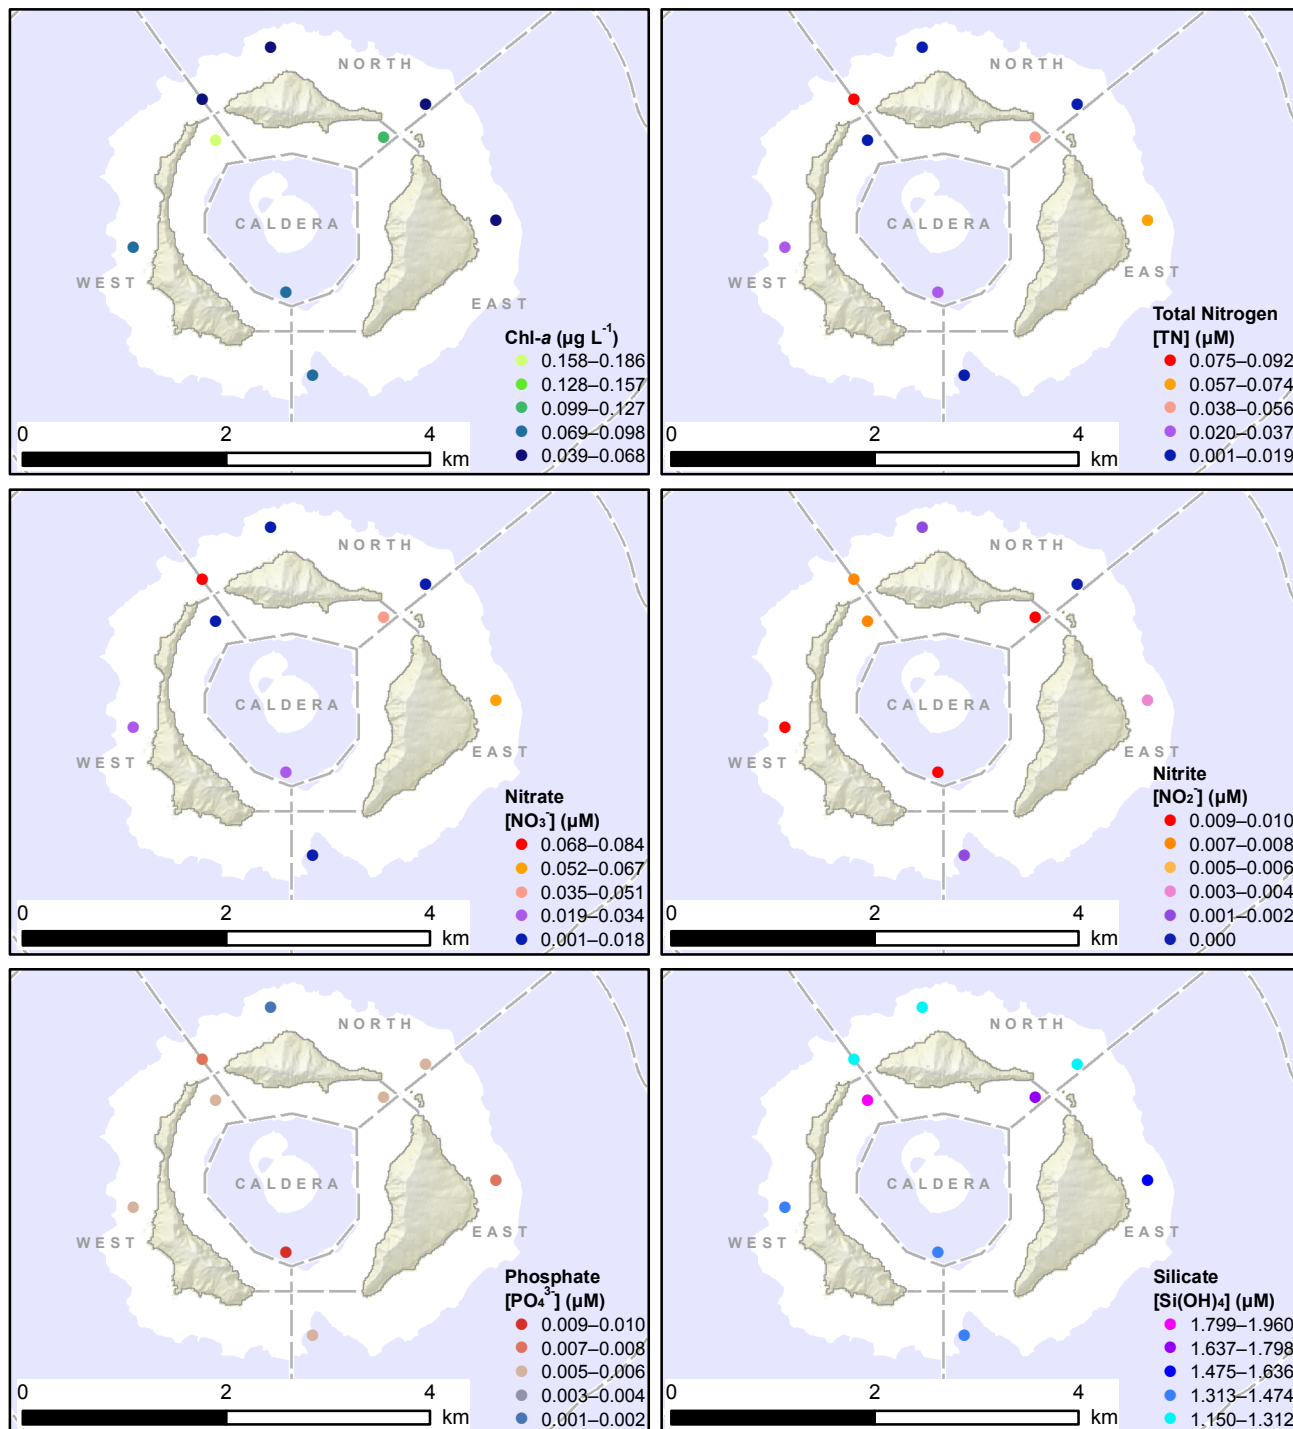 NORTH
CALDERA
WEST
EAST
Chl-a (µg L⁻¹)
0.158–0.186
0.128–0.157
0.099–0.127
0.069–0.098
0.039–0.068
0 2 4
km
NORTH
CALDERA
WEST
EAST
Total Nitrogen
[TN] (µM)
0.075–0.092
0.057–0.074
0.038–0.056
0.020–0.037
0.001–0.019
0 2 4
km
NORTH
CALDERA
EAST
WEST
Nitrate
[NO₃⁻] (µM)
0.068–0.084
0.052–0.067
0.035–0.051
0.019–0.034
0.001–0.018
0 2 4
km
NORTH
CALDERA
EAST
WEST
Nitrite
[NO₂⁻] (µM)
0.009–0.010
0.007–0.008
0.005–0.006
0.003–0.004
0.001–0.002
0.000
0 2 4
km
NORTH
CALDERA
EAST
WEST
Phosphate
[PO₄³⁻] (µM)
0.009–0.010
0.007–0.008
0.005–0.006
0.003–0.004
0.001–0.002
0 2 4
km
NORTH
CALDERA
EAST
WEST
Silicate
[Si(OH)₄] (µM)
1.799–1.960
1.637–1.798
1.475–1.636
1.313–1.474
1.150–1.312
0 2 4
km